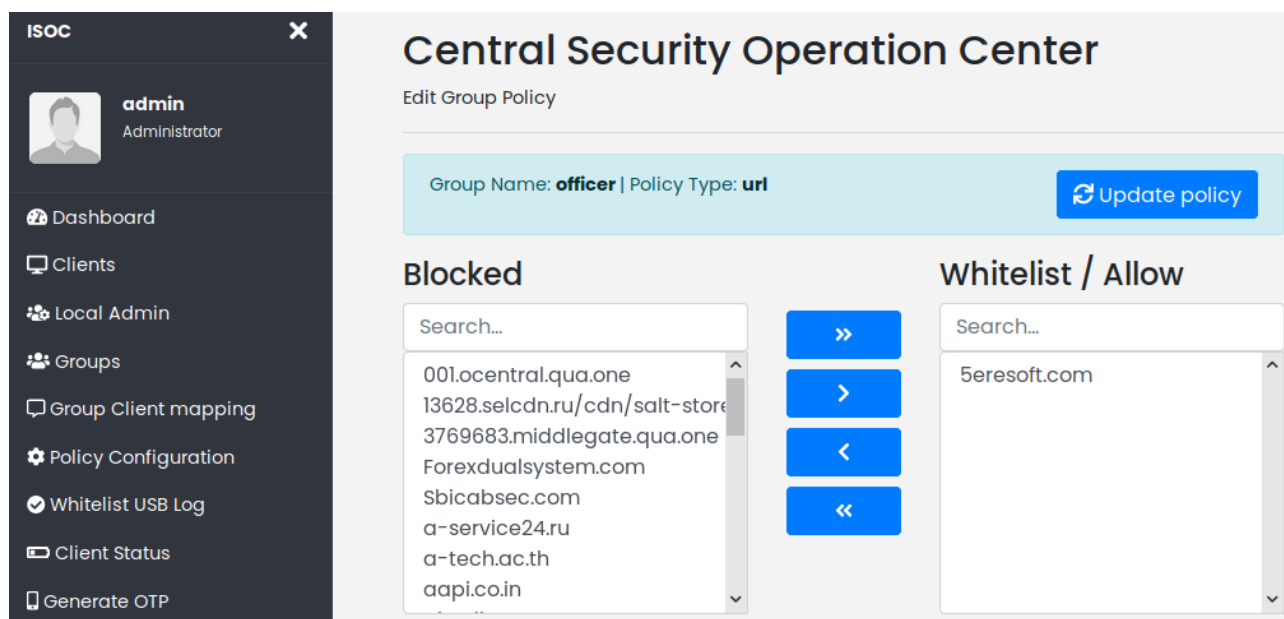 ISOC
admin
Administrator
Dashboard
Clients
Local Admin
Groups
Group Client mapping
Policy Configuration
Whitelist USB Log
Client Status
Generate OTP
Central Security Operation Center
Edit Group Policy
Group Name: officer | Policy Type: url
Update policy
Blocked
Search...
001.ocentral.qua.one
13628.selcdn.ru/cdn/salt-store
3769683.middlegate.qua.one
Forexdualsystem.com
Sbicabsec.com
a-service24.ru
a-tech.ac.th
aapi.co.in
Whitelist / Allow
Search...
5eresoft.com